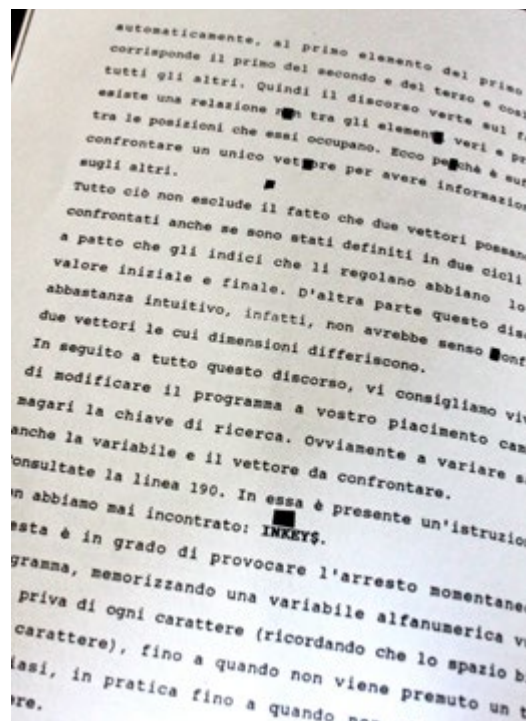 automaticamente, al primo elemento del primo
corrisponde il primo del secondo e del terzo e così
tutti gli altri. Quindi il discorso verte sul
esiste una relazione non tra gli elementi veri e
tra le posizioni che essi occupano. Ecco perchè è
confrontare un unico vettore per avere
sugli altri.
Tutto ciò non esclude il fatto che due vettori
confrontati anche se sono stati definiti in due cicli
a patto che gli indici che li regolano abbiano lo
valore iniziale e finale. D'altra parte questo
abbastanza intuitivo, infatti, non avrebbe senso
due vettori le cui dimensioni differiscono.
In seguito a tutto questo discorso, vi consigliamo
di modificare il programma a vostro piacimento
magari la chiave di ricerca. Ovviamente a variare
anche la variabile e il vettore da confrontare.
onsultate la linea 190. In essa è presente
n abbiamo mai incontrato: INKEY$.
esta è in grado di provocare l'arresto
gramma, memorizzando una variabile alfanumerica
priva di ogni carattere (ricordando che lo spazio
carattere), fino a quando non viene premuto un
iasi, in pratica fino a quando
re.